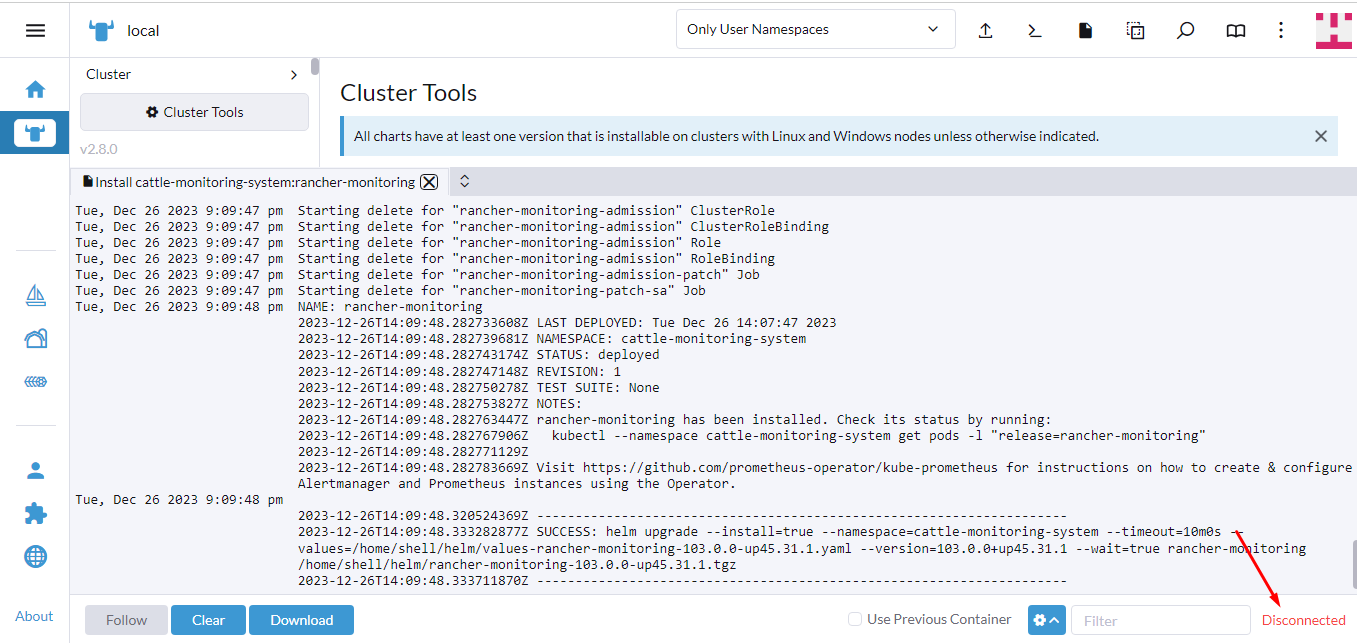 local
Only User Namespaces
Cluster
Cluster Tools
v2.8.0
Cluster Tools
All charts have at least one version that is installable on clusters with Linux and Windows nodes unless otherwise indicated.
Install cattle-monitoring-system:rancher-monitoring
Tue, Dec 26 2023 9:09:47 pm Starting delete for "rancher-monitoring-admission" ClusterRole
Tue, Dec 26 2023 9:09:47 pm Starting delete for "rancher-monitoring-admission" ClusterRoleBinding
Tue, Dec 26 2023 9:09:47 pm Starting delete for "rancher-monitoring-admission" Role
Tue, Dec 26 2023 9:09:47 pm Starting delete for "rancher-monitoring-admission" RoleBinding
Tue, Dec 26 2023 9:09:47 pm Starting delete for "rancher-monitoring-admission-patch" Job
Tue, Dec 26 2023 9:09:47 pm Starting delete for "rancher-monitoring-patch-sa" Job
Tue, Dec 26 2023 9:09:48 pm NAME: rancher-monitoring
2023-12-26T14:09:48.282733608Z LAST DEPLOYED: Tue Dec 26 14:07:47 2023
2023-12-26T14:09:48.282739681Z NAMESPACE: cattle-monitoring-system
2023-12-26T14:09:48.282743174Z STATUS: deployed
2023-12-26T14:09:48.282747148Z REVISION: 1
2023-12-26T14:09:48.282750278Z TEST SUITE: None
2023-12-26T14:09:48.282753827Z NOTES:
2023-12-26T14:09:48.282763447Z rancher-monitoring has been installed. Check its status by running:
2023-12-26T14:09:48.282767906Z   kubectl --namespace cattle-monitoring-system get pods -l "release=rancher-monitoring"
2023-12-26T14:09:48.282771129Z
2023-12-26T14:09:48.282783669Z Visit https://github.com/prometheus-operator/kube-prometheus for instructions on how to create & configure
Alertmanager and Prometheus instances using the Operator.
Tue, Dec 26 2023 9:09:48 pm
2023-12-26T14:09:48.320524369Z ---------------------------------------------------------------------
2023-12-26T14:09:48.333282877Z SUCCESS: helm upgrade --install=true --namespace=cattle-monitoring-system --timeout=10m0s --
values=/home/shell/helm/values-rancher-monitoring-103.0.0-up45.31.1.yaml --version=103.0.0+up45.31.1 --wait=true rancher-monitoring
/home/shell/helm/rancher-monitoring-103.0.0-up45.31.1.tgz
2023-12-26T14:09:48.333711870Z ---------------------------------------------------------------------
About
Follow
Clear
Download
Use Previous Container
Filter
Disconnected